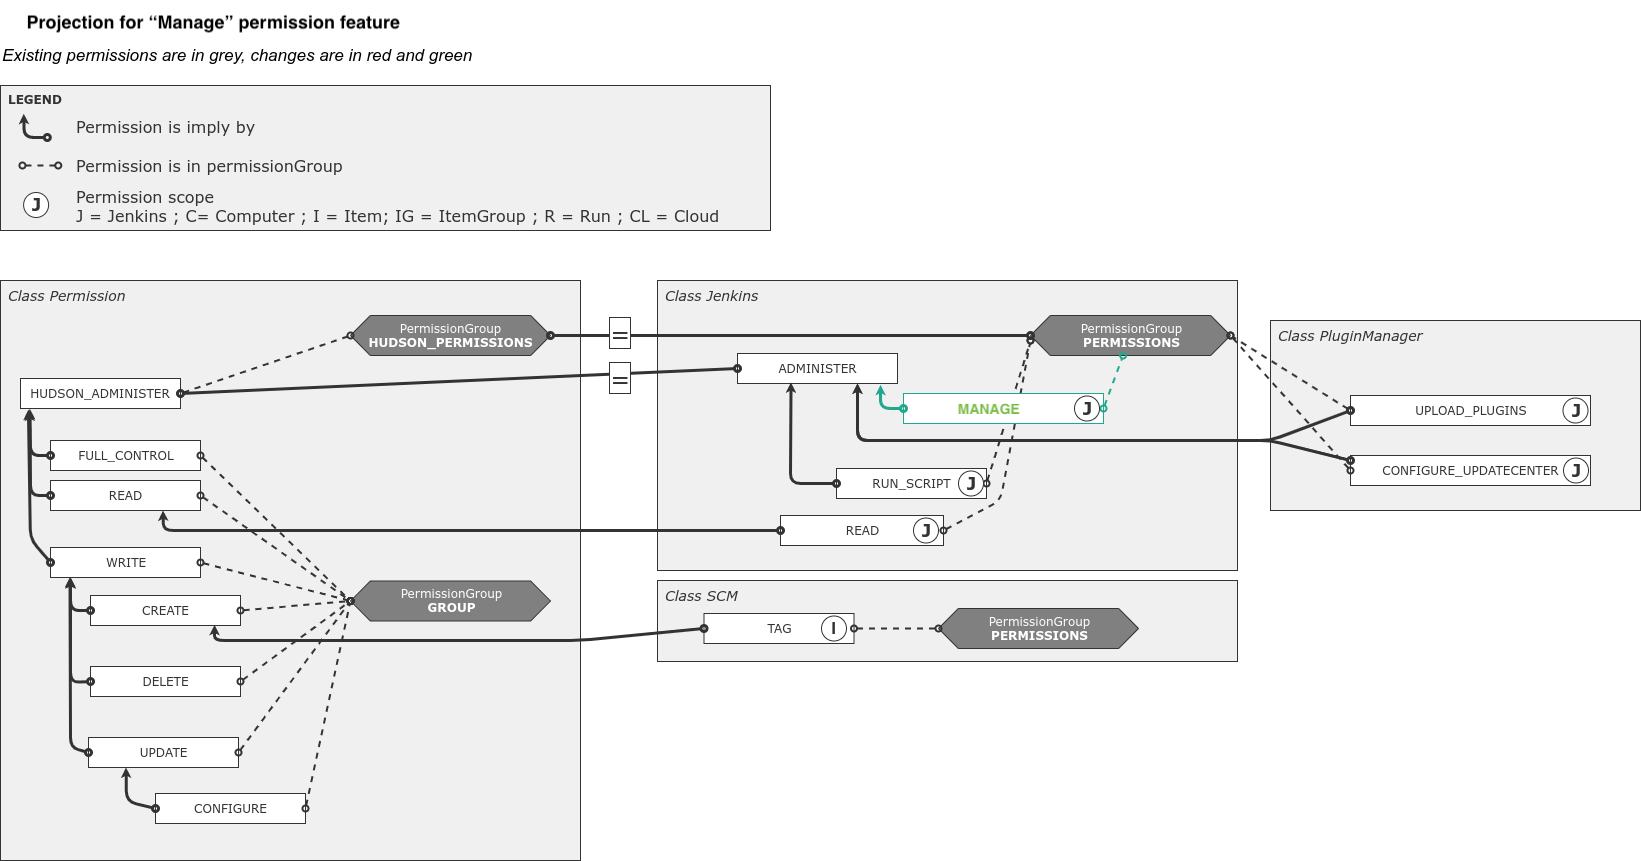 Projection for “Manage” permission feature
Existing permissions are in grey, changes are in red and green
LEGEND
Permission is imply by
Permission is in permissionGroup
J
Permission scope
J = Jenkins ; C= Computer ; I = Item; IG = ItemGroup ; R = Run ; CL = Cloud
Class Permission
PermissionGroup
HUDSON_PERMISSIONS
HUDSON_ADMINISTER
FULL_CONTROL
READ
WRITE
CREATE
PermissionGroup
GROUP
DELETE
UPDATE
CONFIGURE
=
=
Class Jenkins
PermissionGroup
PERMISSIONS
ADMINISTER
MANAGE J
RUN_SCRIPT J
READ J
Class SCM
TAG I
PermissionGroup
PERMISSIONS
Class PluginManager
UPLOAD_PLUGINS J
CONFIGURE_UPDATECENTER J